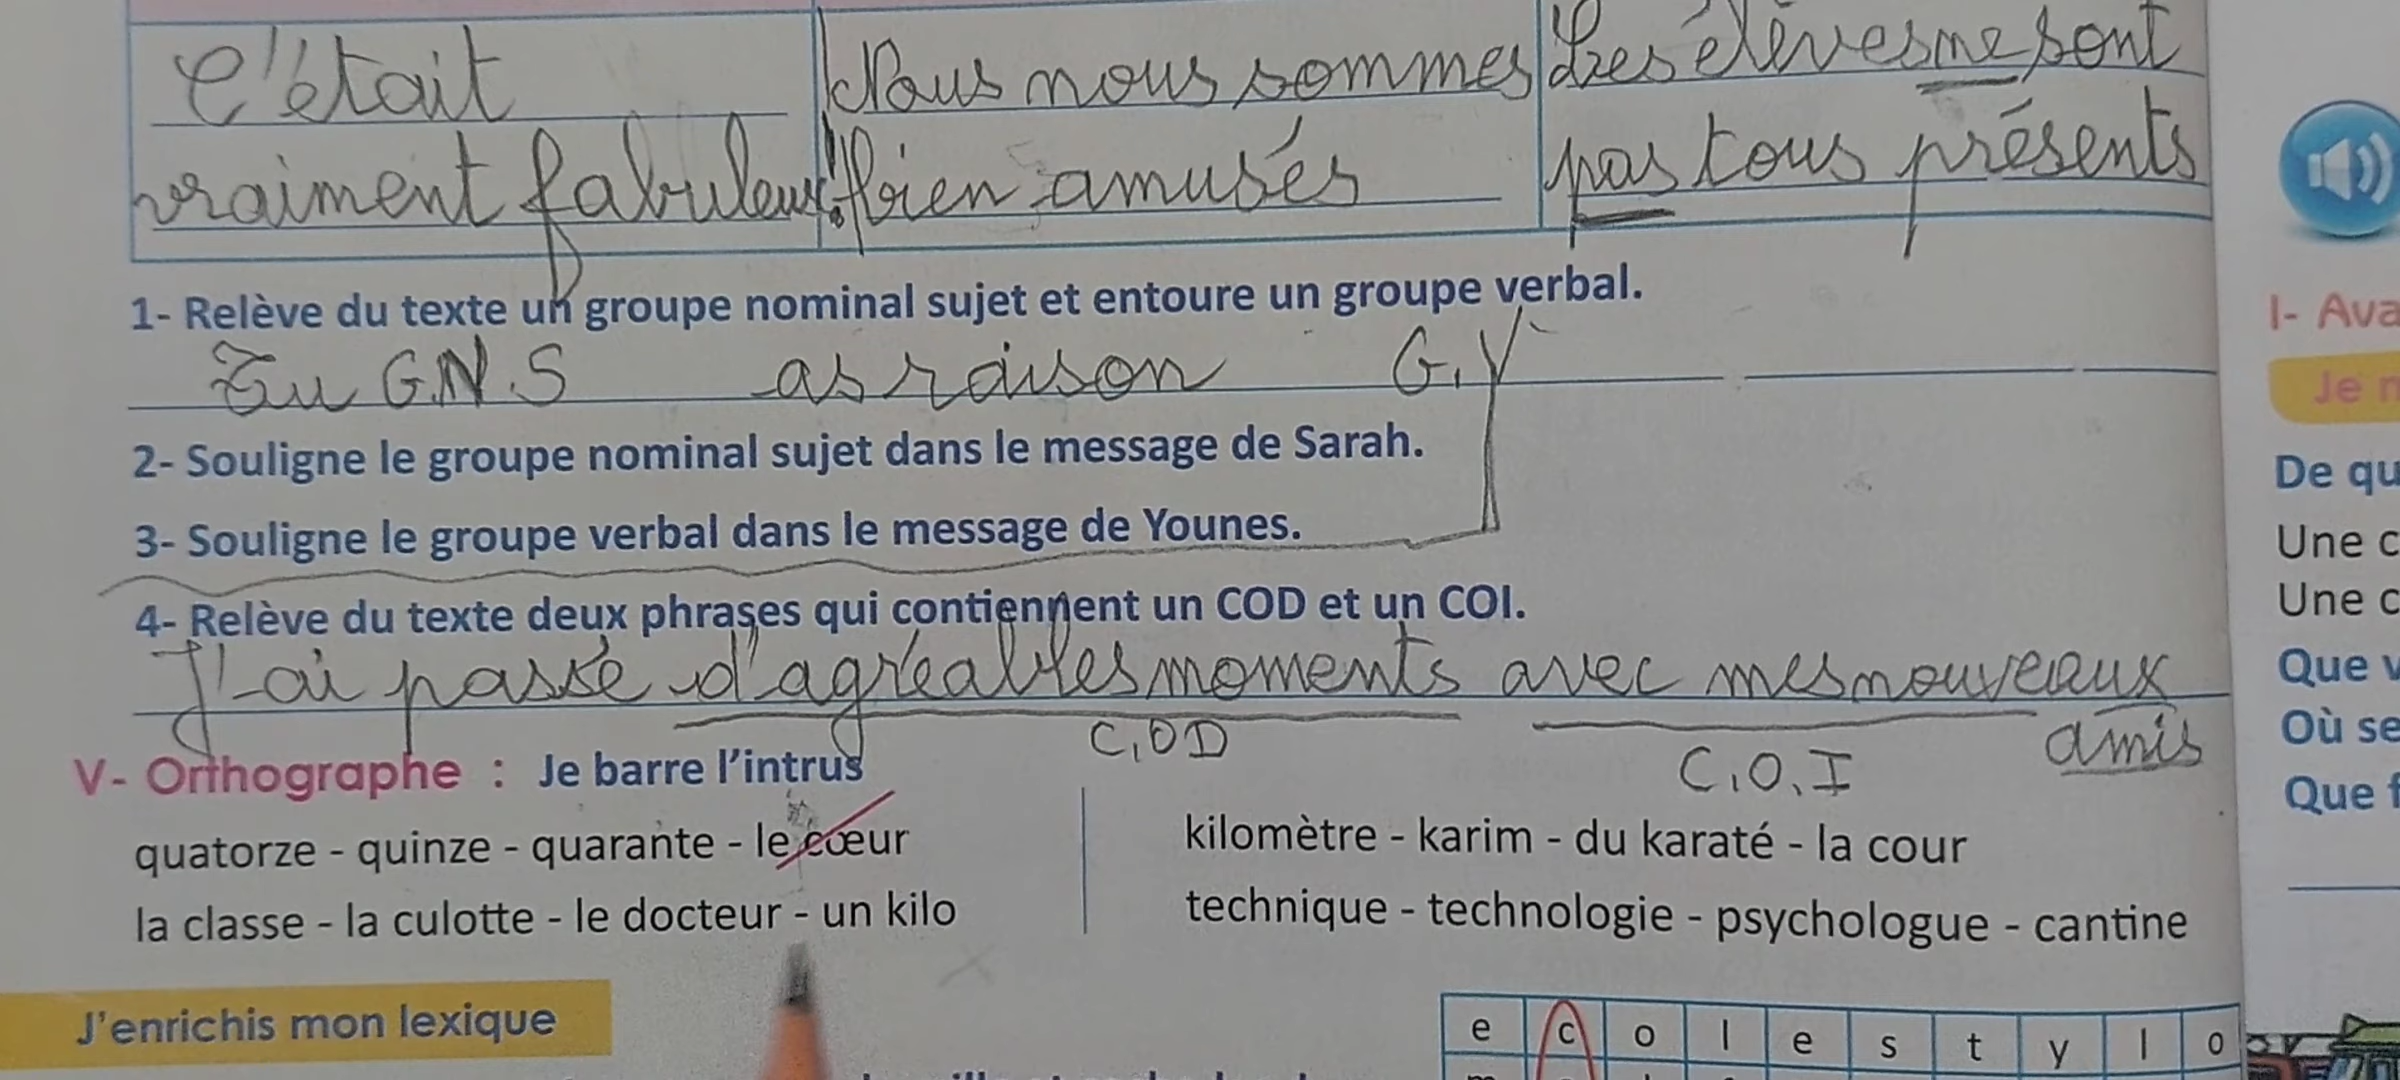 C'était
vraiment fabuleux!
Nous nous sommes
bien amusés
Les élèves ne sont
pas tous présents
1- Relève du texte un groupe nominal sujet et entoure un groupe verbal.
Tu G.N.S as raison G.V
2- Souligne le groupe nominal sujet dans le message de Sarah.
3- Souligne le groupe verbal dans le message de Younes.
4- Relève du texte deux phrases qui contiennent un COD et un COI.
J'ai passé d'agréables moments avec mes nouveaux
amis
C.OD
C.O.I
V- Orthographe : Je barre l'intrus
quatorze - quinze - quarante - le cœur
la classe - la culotte - le docteur - un kilo
kilomètre - karim - du karaté - la cour
technique - technologie - psychologue - cantine
J'enrichis mon lexique
e c o l e s t y l o
I- Ava
Je
De qu
Une c
Une c
Que
Où se
Que